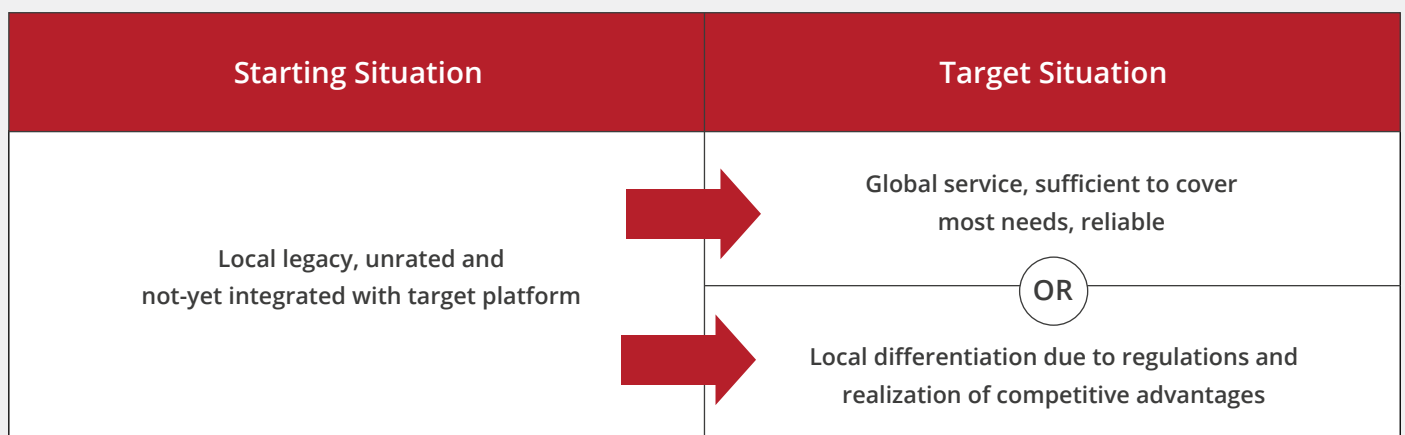 Starting Situation
Target Situation
Local legacy, unrated and
not-yet integrated with target platform
Global service, sufficient to cover
most needs, reliable
OR
Local differentiation due to regulations and
realization of competitive advantages